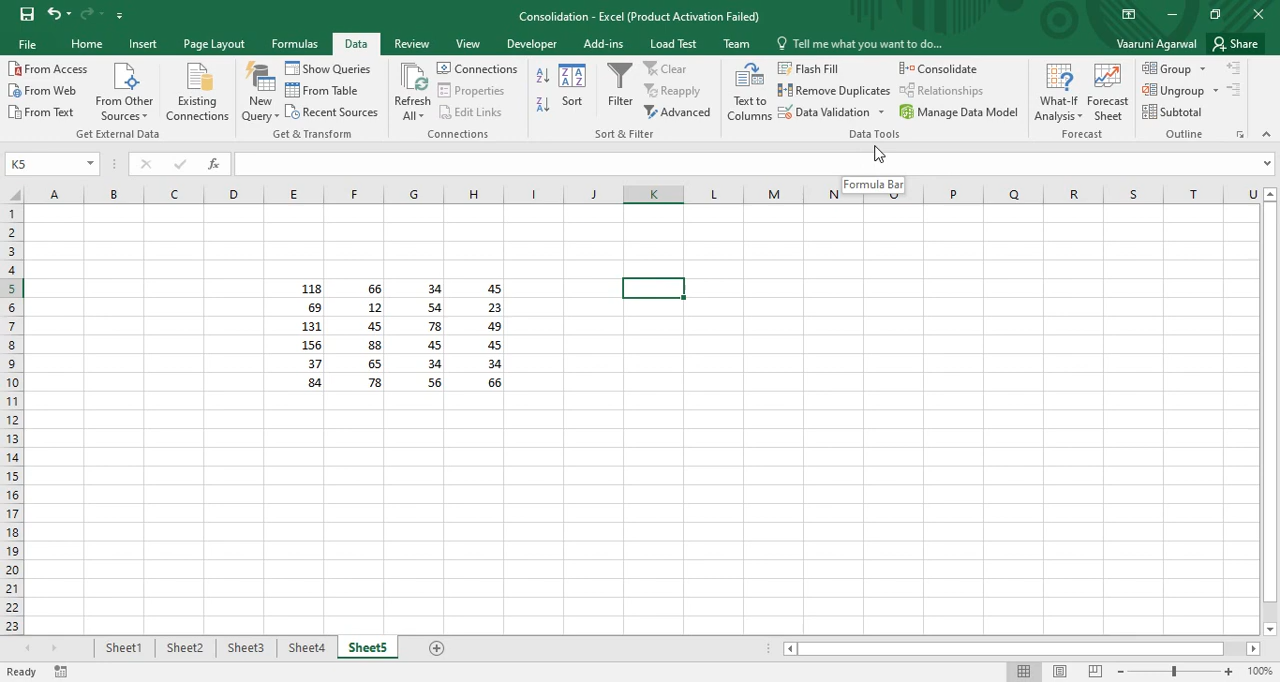 Consolidation - Excel (Product Activation Failed)
File Home Insert Page Layout Formulas Data Review View Developer Add-ins Load Test Team Tell me what you want to do... Vaaruni Agarwal Share
From Access
From Web
From Text
From Other Sources
Existing Connections
Get External Data
New Query
Show Queries
From Table
Recent Sources
Get & Transform
Refresh All
Connections
Properties
Edit Links
Connections
Sort
Filter
Clear
Reapply
Advanced
Sort & Filter
Text to Columns
Flash Fill
Remove Duplicates
Data Validation
Consolidate
Relationships
Manage Data Model
Data Tools
What-If Analysis
Forecast Sheet
Forecast
Group
Ungroup
Subtotal
Outline
K5 fx
Formula Bar
A B C D E F G H I J K L M N O P Q R S T U
1
2
3
4
5 118 66 34 45
6 69 12 54 23
7 131 45 78 49
8 156 88 45 45
9 37 65 34 34
10 84 78 56 66
11
12
13
14
15
16
17
18
19
20
21
22
23
Sheet1 Sheet2 Sheet3 Sheet4 Sheet5
Ready 100%